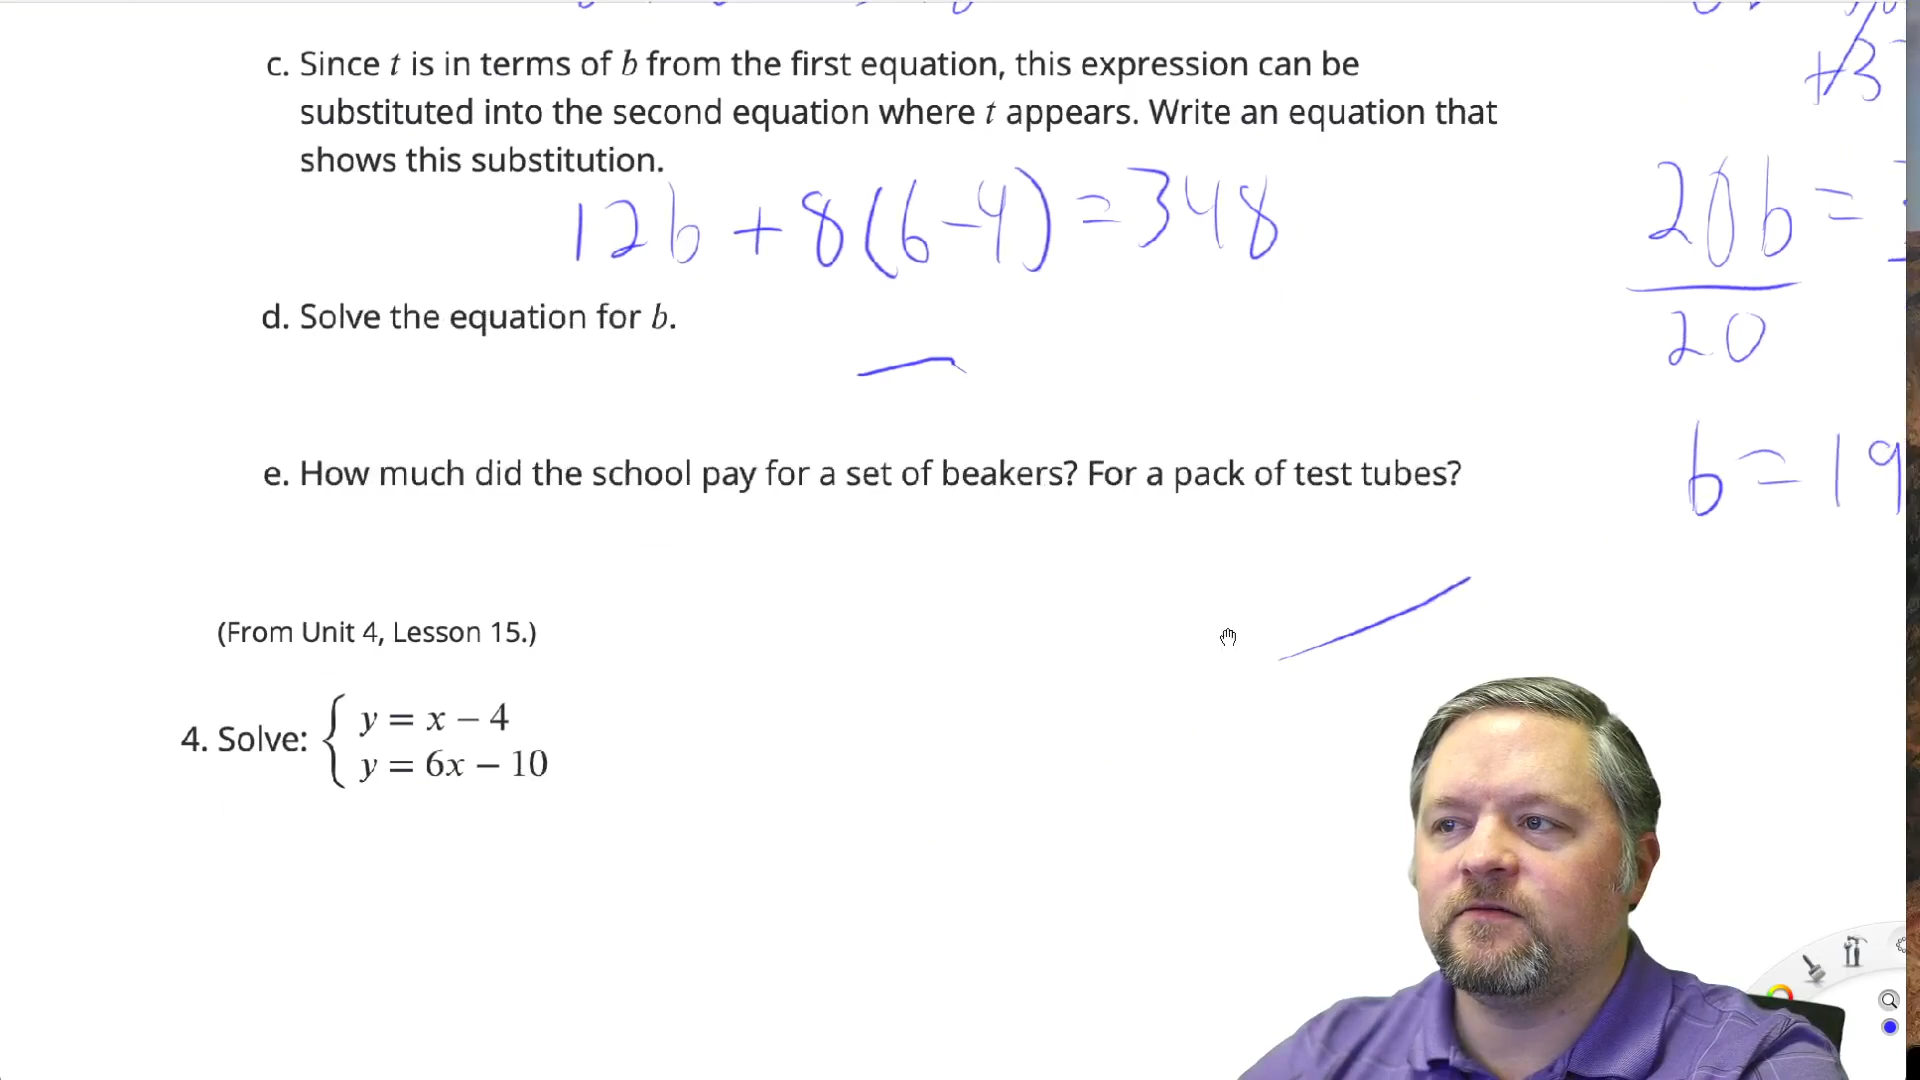 c. Since t is in terms of b from the first equation, this expression can be
substituted into the second equation where t appears. Write an equation that
shows this substitution.
12b + 8(b-4) = 348
+3
20b =
20
d. Solve the equation for b.
b = 19
e. How much did the school pay for a set of beakers? For a pack of test tubes?
(From Unit 4, Lesson 15.)
4. Solve: { y = x − 4
y = 6x − 10